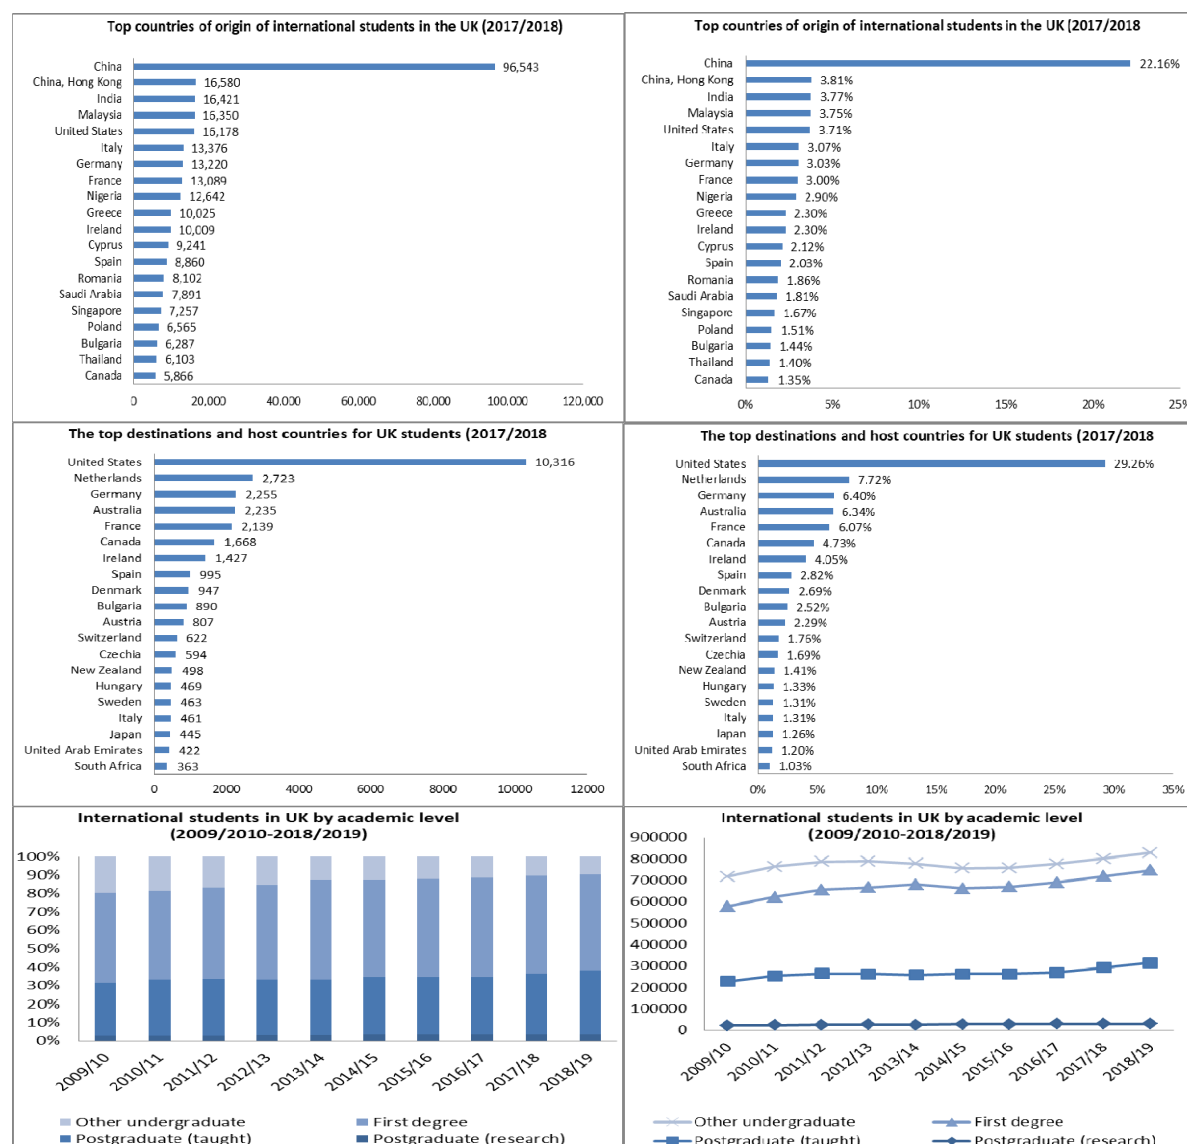 Top countries of origin of international students in the UK (2017/2018)
China 96,543
China, Hong Kong 16,580
India 16,421
Malaysia 16,350
United States 16,178
Italy 13,376
Germany 13,220
France 13,089
Nigeria 12,642
Greece 10,025
Ireland 10,009
Cyprus 9,241
Spain 8,860
Romania 8,102
Saudi Arabia 7,891
Singapore 7,257
Poland 6,565
Bulgaria 6,287
Thailand 6,103
Canada 5,866
0 20,000 40,000 60,000 80,000 100,000 120,000
Top countries of origin of international students in the UK (2017/2018
China 22.16%
China, Hong Kong 3.81%
India 3.77%
Malaysia 3.75%
United States 3.71%
Italy 3.07%
Germany 3.03%
France 3.00%
Nigeria 2.90%
Greece 2.30%
Ireland 2.30%
Cyprus 2.12%
Spain 2.03%
Romania 1.86%
Saudi Arabia 1.81%
Singapore 1.67%
Poland 1.51%
Bulgaria 1.44%
Thailand 1.40%
Canada 1.35%
0% 5% 10% 15% 20% 25%
The top destinations and host countries for UK students (2017/2018
United States 10,316
Netherlands 2,723
Germany 2,255
Australia 2,235
France 2,139
Canada 1,668
Ireland 1,427
Spain 995
Denmark 947
Bulgaria 890
Austria 807
Switzerland 622
Czechia 594
New Zealand 498
Hungary 469
Sweden 463
Italy 461
Japan 445
United Arab Emirates 422
South Africa 363
0 2000 4000 6000 8000 10000 12000
The top destinations and host countries for UK students (2017/2018
United States 29.26%
Netherlands 7.72%
Germany 6.40%
Australia 6.34%
France 6.07%
Canada 4.73%
Ireland 4.05%
Spain 2.82%
Denmark 2.69%
Bulgaria 2.52%
Austria 2.29%
Switzerland 1.76%
Czechia 1.69%
New Zealand 1.41%
Hungary 1.33%
Sweden 1.31%
Italy 1.31%
Japan 1.26%
United Arab Emirates 1.20%
South Africa 1.03%
0% 5% 10% 15% 20% 25% 30% 35%
International students in UK by academic level
(2009/2010-2018/2019)
100%
90%
80%
70%
60%
50%
40%
30%
20%
10%
0%
2009/10 2010/11 2011/12 2012/13 2013/14 2014/15 2015/16 2016/17 2017/18 2018/19
Other undergraduate First degree
Postgraduate (taught) Postgraduate (research)
International students in UK by academic level
(2009/2010-2018/2019)
900000
800000
700000
600000
500000
400000
300000
200000
100000
0
2009/10 2010/11 2011/12 2012/13 2013/14 2014/15 2015/16 2016/17 2017/18 2018/19
Other undergraduate First degree
Postgraduate (taught) Postgraduate (research)